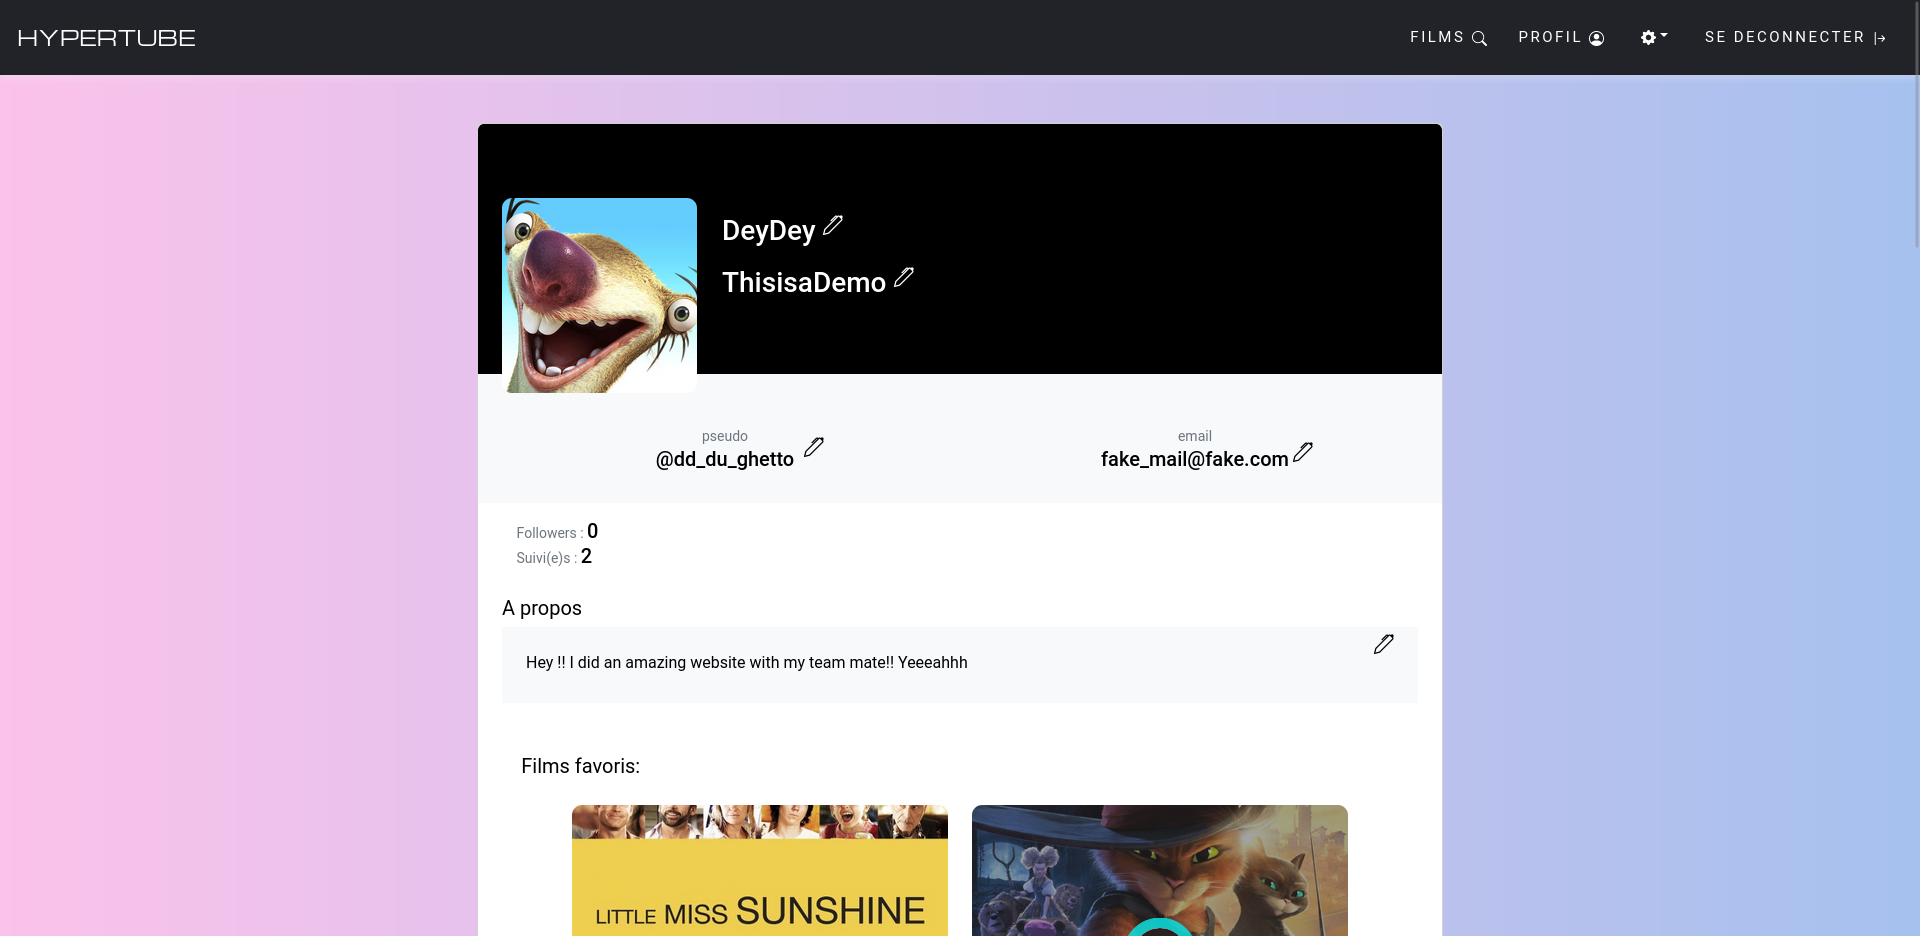 HYPERTUBE
FILMS
PROFIL
SE DECONNECTER
DeyDey
ThisisaDemo
pseudo
@dd_du_ghetto
email
fake_mail@fake.com
Followers : 0
Suivi(e)s : 2
A propos
Hey !! I did an amazing website with my team mate!! Yeeeahhh
Films favoris:
LITTLE MISS SUNSHINE